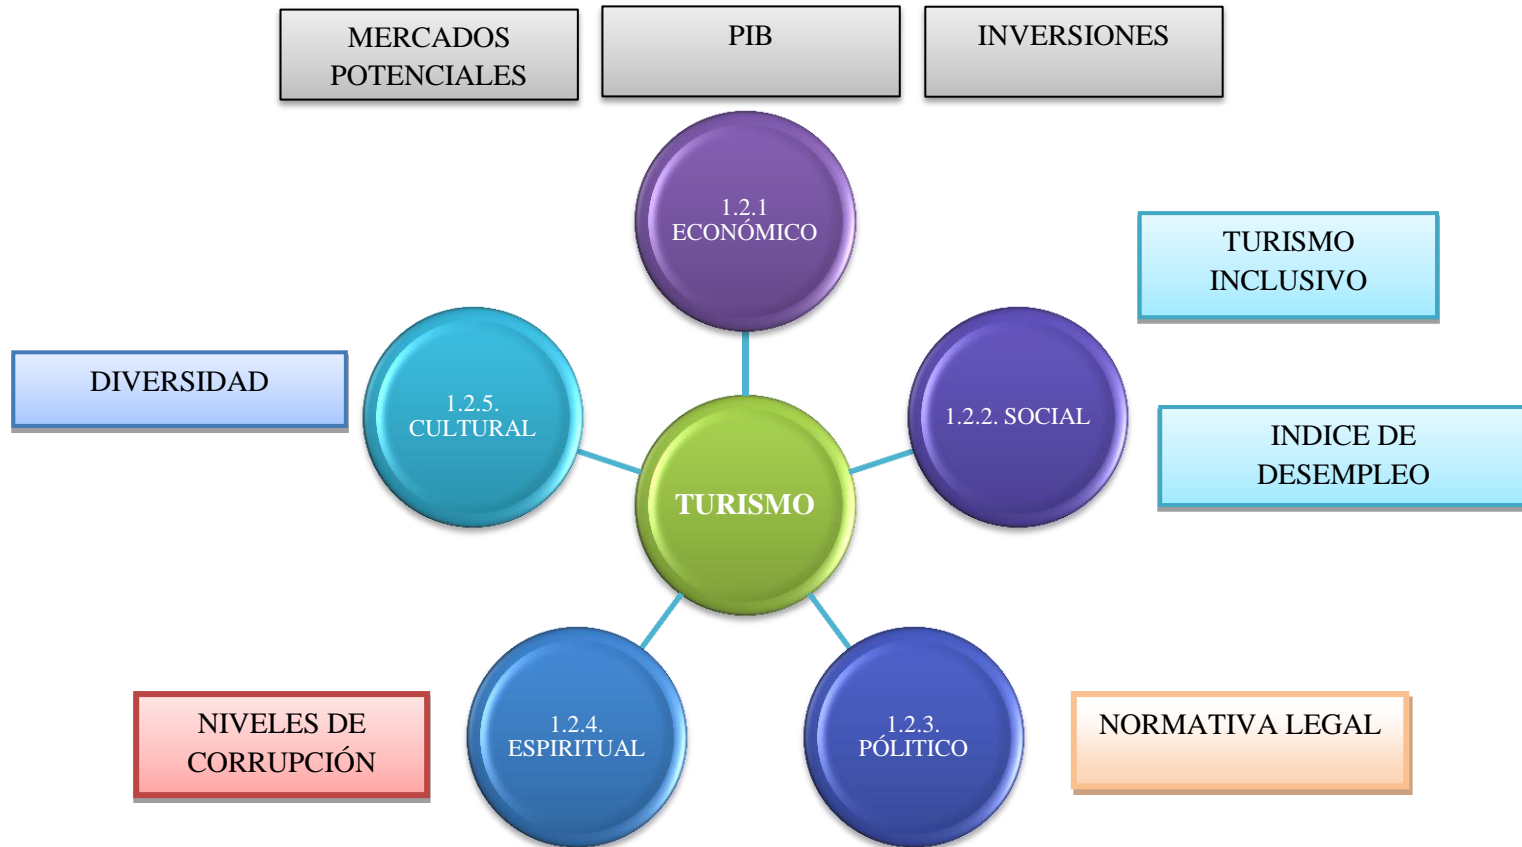 MERCADOS
POTENCIALES
PIB
INVERSIONES
1.2.1
ECONÓMICO
TURISMO
INCLUSIVO
DIVERSIDAD
1.2.5.
CULTURAL
1.2.2. SOCIAL
INDICE DE
DESEMPLEO
TURISMO
NIVELES DE
CORRUPCIÓN
1.2.4.
ESPIRITUAL
1.2.3.
PÓLITICO
NORMATIVA LEGAL